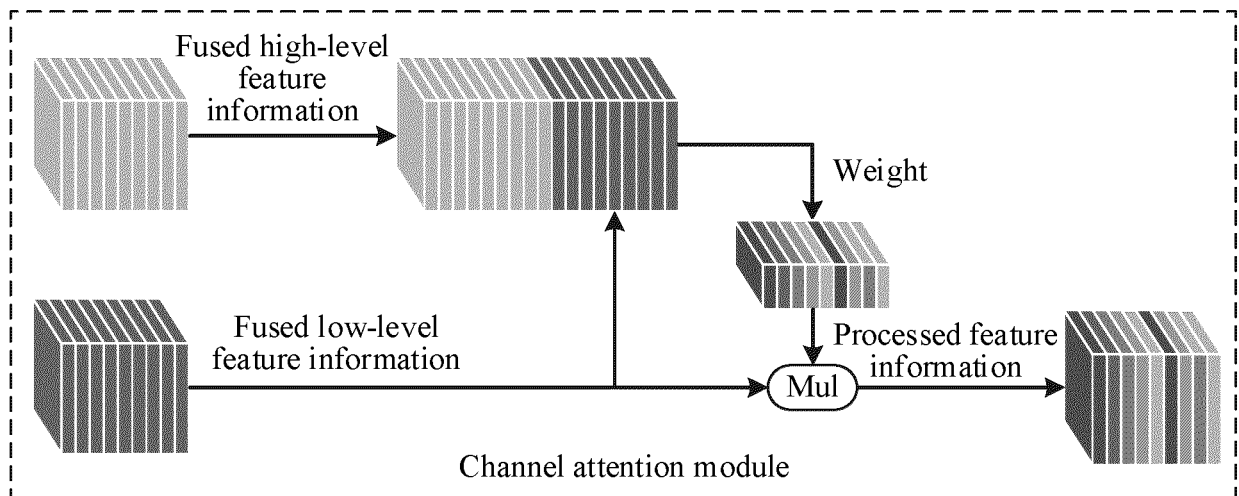 Fused high-level
feature
information
Weight
Fused low-level
feature information
Processed feature
information
Mul
Channel attention module